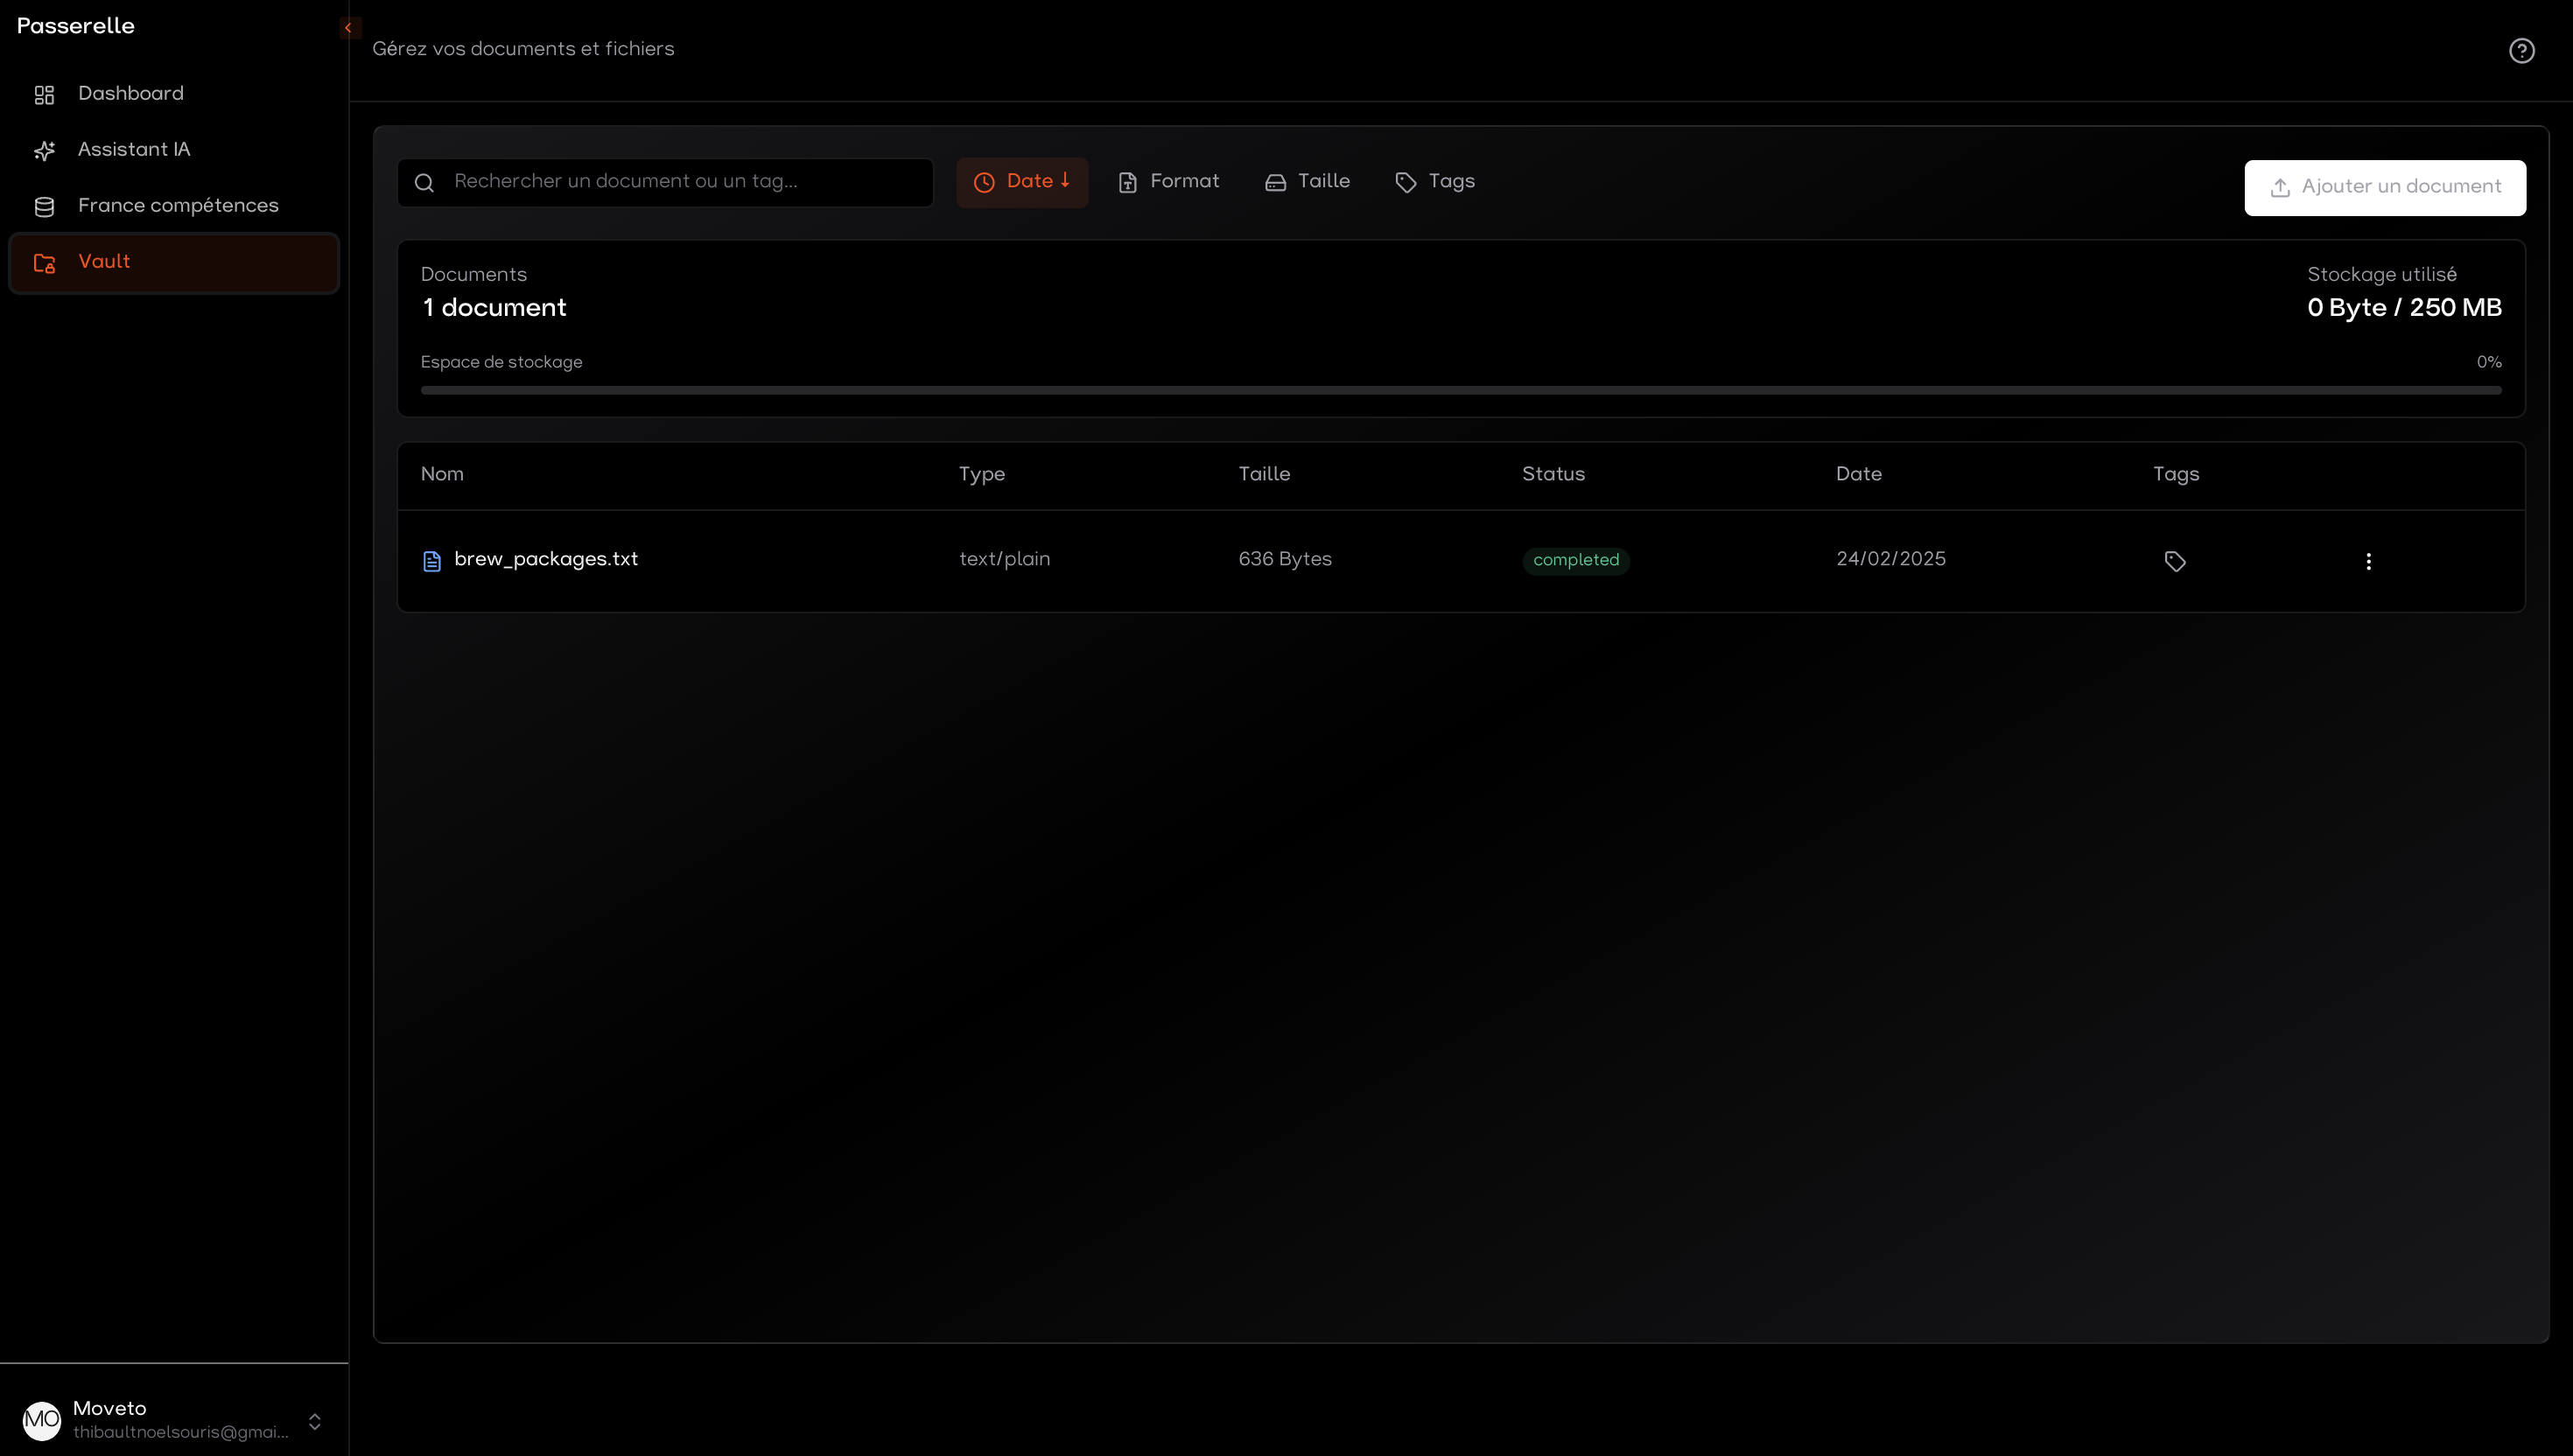 Passerelle
Dashboard
Assistant IA
France compétences
Vault
Gérez vos documents et fichiers
Rechercher un document ou un tag...
Date ↓
Format
Taille
Tags
Ajouter un document
Documents
1 document
Stockage utilisé
0 Byte / 250 MB
Espace de stockage
0%
Nom Type Taille Status Date Tags
brew_packages.txt text/plain 636 Bytes completed 24/02/2025
MO
Moveto
thibaultnoelsouris@gmai...